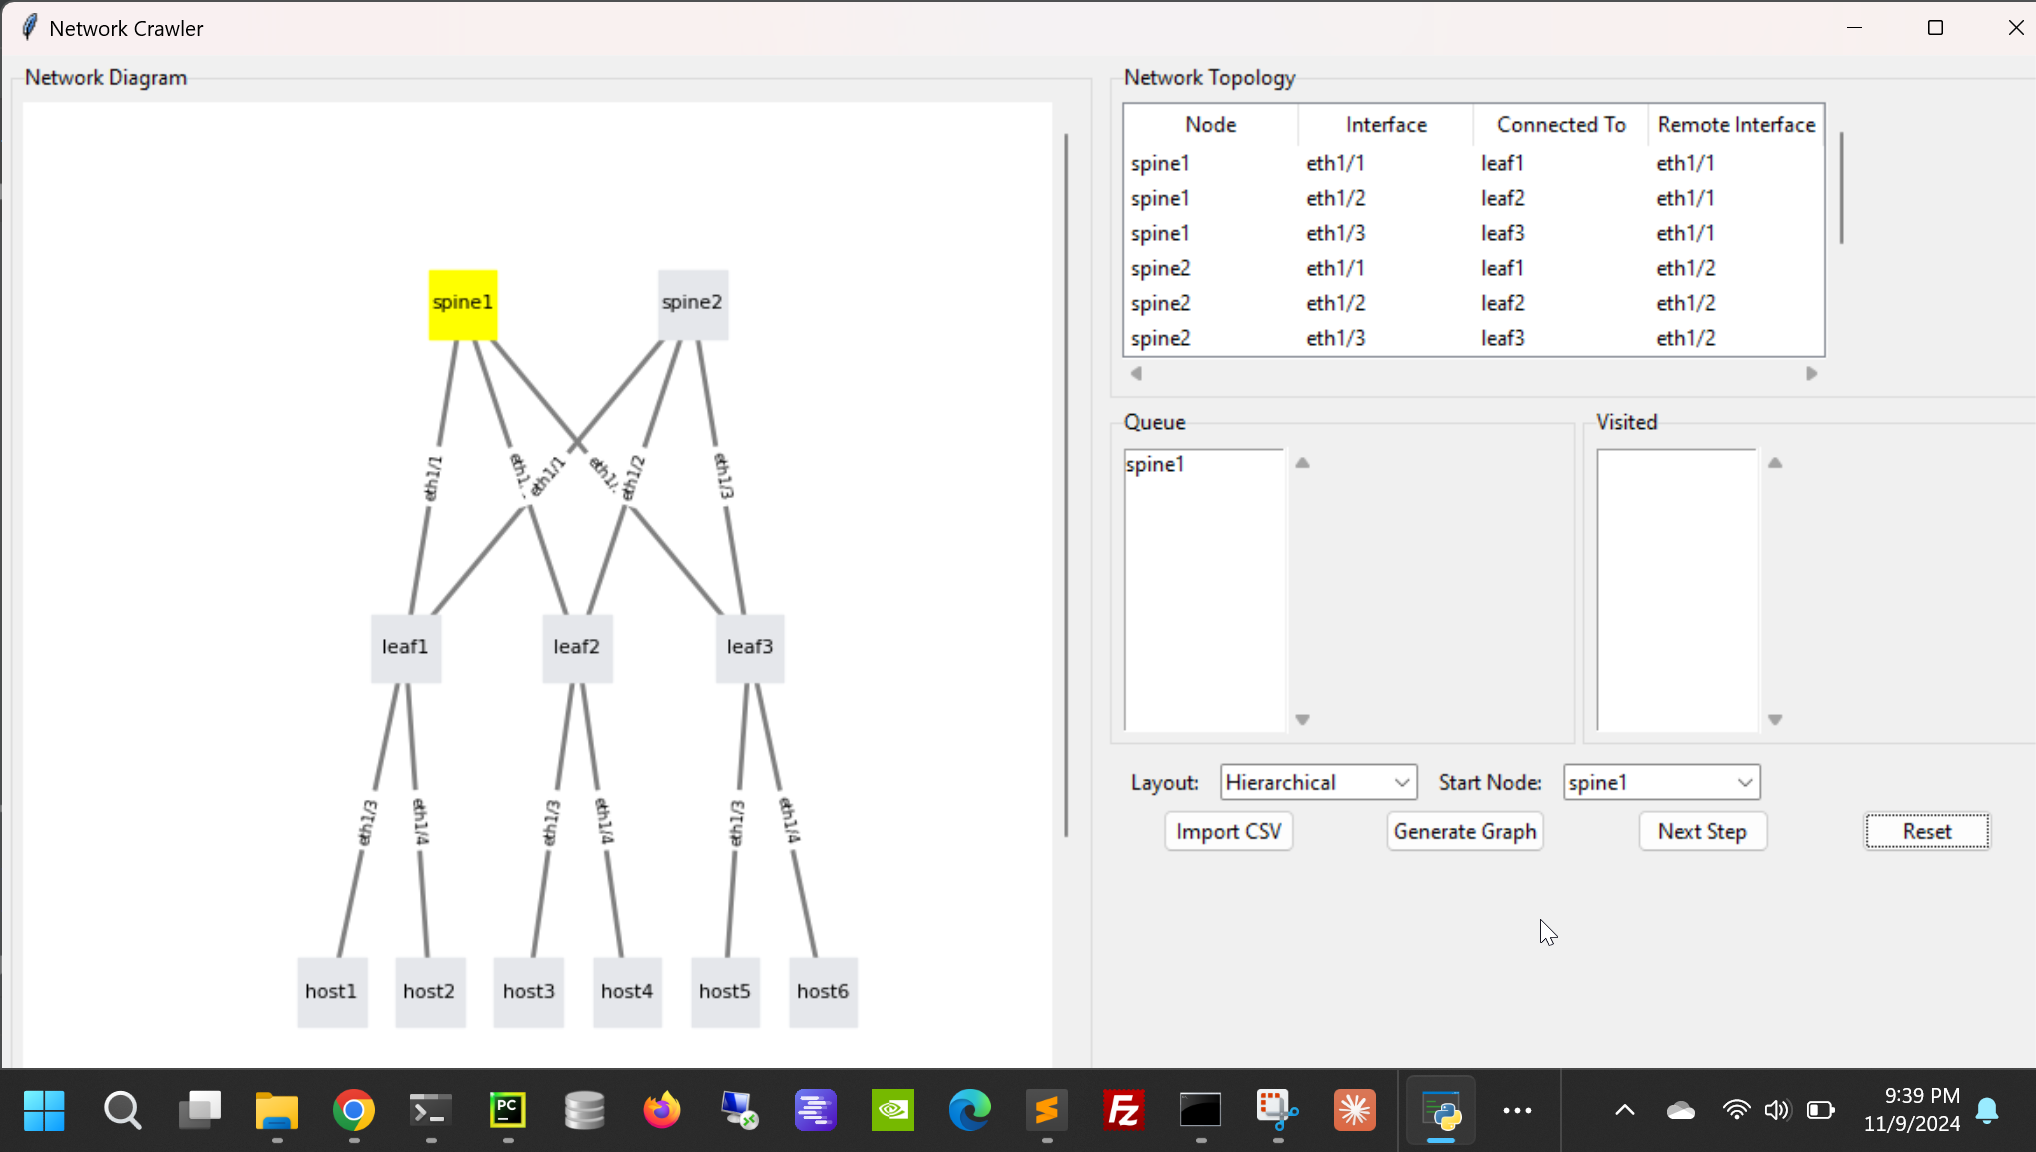 Network Crawler
Network Diagram
spine1
spine2
eth1/1
eth1/1
eth1/2
eth1/3
leaf1
leaf2
leaf3
eth1/3
eth1/4
eth1/3
eth1/4
eth1/3
eth1/4
host1
host2
host3
host4
host5
host6
Network Topology
Node Interface Connected To Remote Interface
spine1 eth1/1 leaf1 eth1/1
spine1 eth1/2 leaf2 eth1/1
spine1 eth1/3 leaf3 eth1/1
spine2 eth1/1 leaf1 eth1/2
spine2 eth1/2 leaf2 eth1/2
spine2 eth1/3 leaf3 eth1/2
Queue
spine1
Visited
Layout: Hierarchical Start Node: spine1
Import CSV Generate Graph Next Step Reset
PC
Fz
9:39 PM
11/9/2024